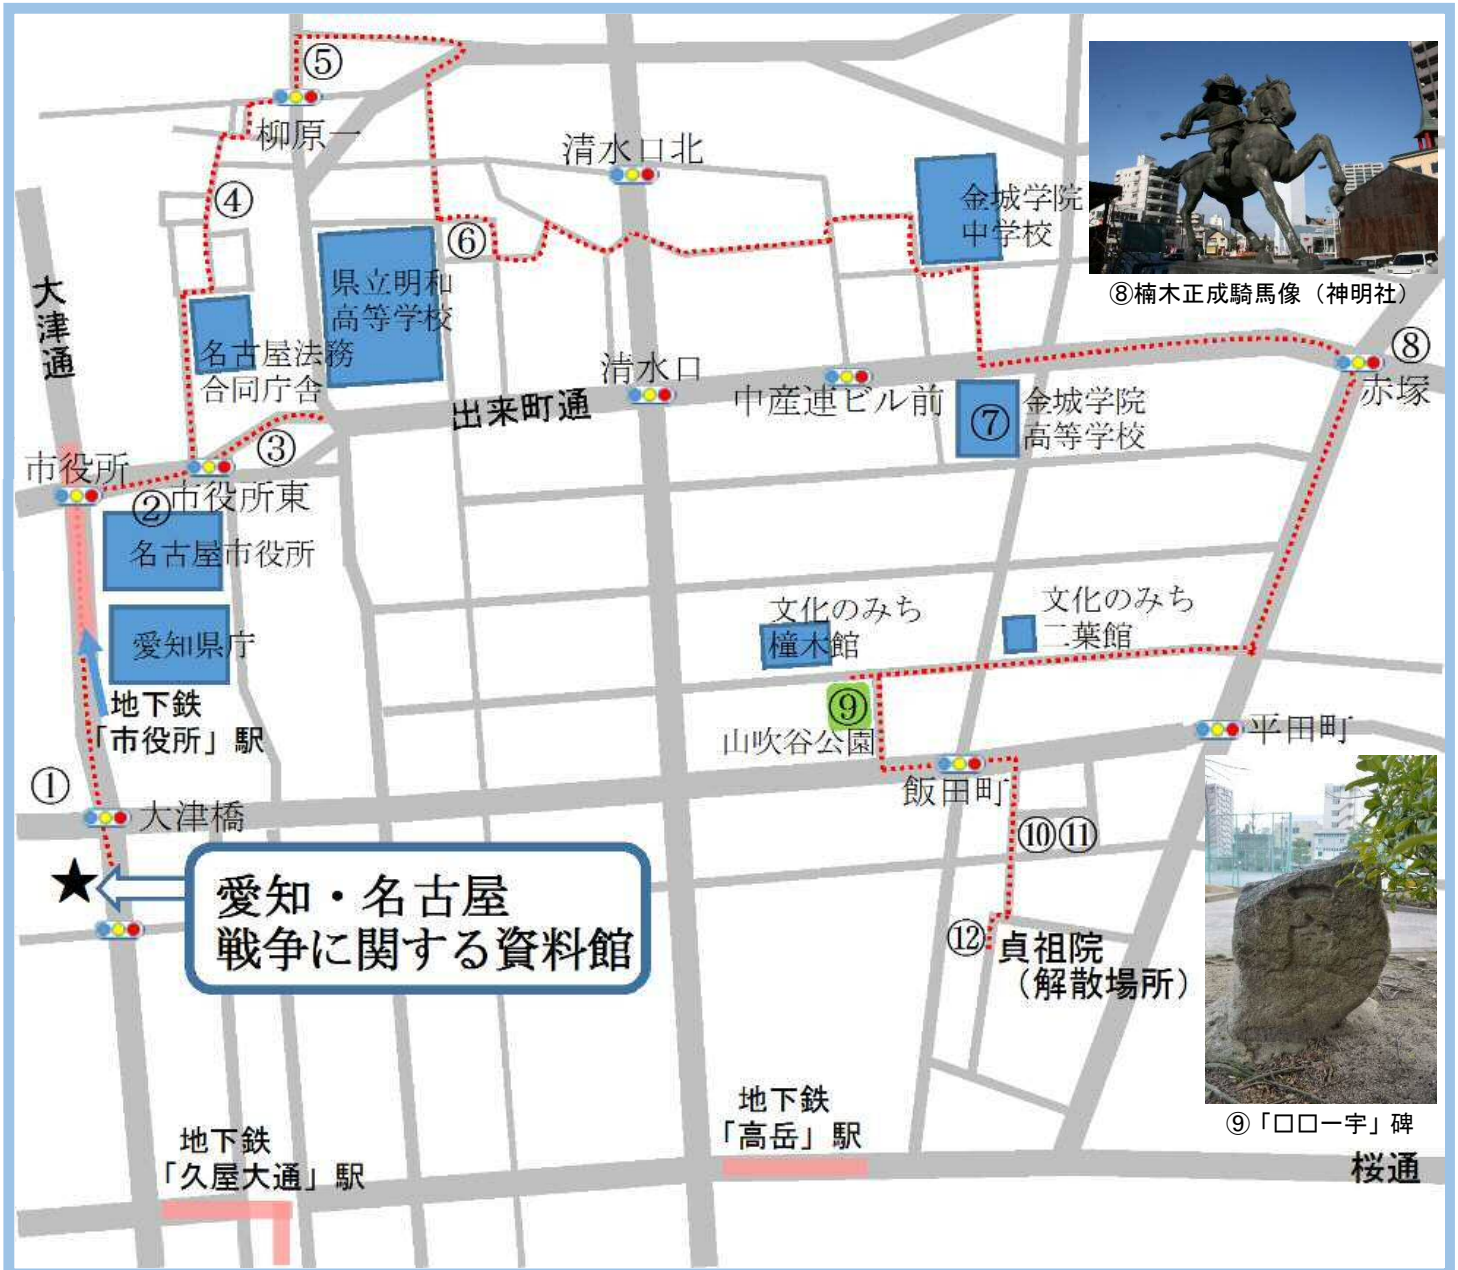 ⑤
柳原一
清水口北
④
金城学院
中学校
⑧楠木正成騎馬像（神明社）
⑥
県立明和
高等学校
大津通
名古屋法務
合同庁舎
清水口
⑧
赤塚
中産連ビル前
出来町通
⑦
金城学院
高等学校
③
市役所
市役所東
②
名古屋市役所
文化のみち
橦木館
文化のみち
二葉館
愛知県庁
地下鉄
「市役所」駅
⑨
山吹谷公園
平田町
①
大津橋
飯田町
⑩⑪
★
愛知・名古屋
戦争に関する資料館
⑫
貞祖院
（解散場所）
地下鉄
「高岳」駅
⑨「口口一宇」碑
地下鉄
「久屋大通」駅
桜通